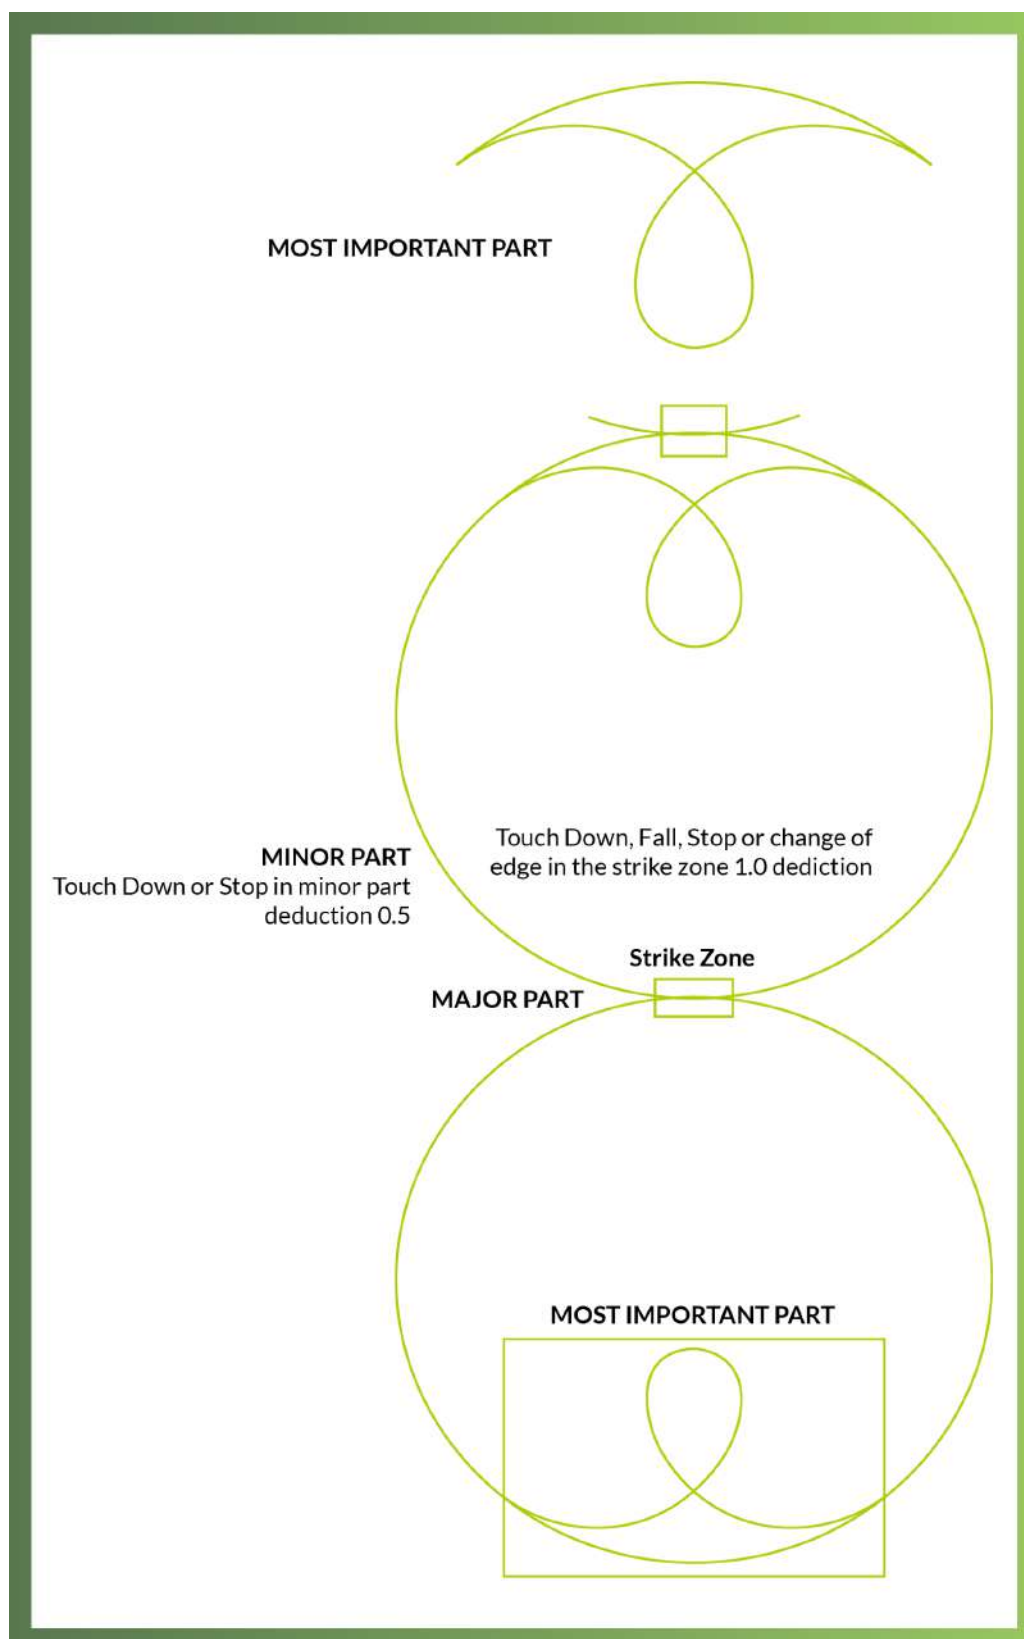 MOST IMPORTANT PART
Touch Down, Fall, Stop or change of
edge in the strike zone 1.0 dediction
MINOR PART
Touch Down or Stop in minor part
deduction 0.5
Strike Zone
MAJOR PART
MOST IMPORTANT PART